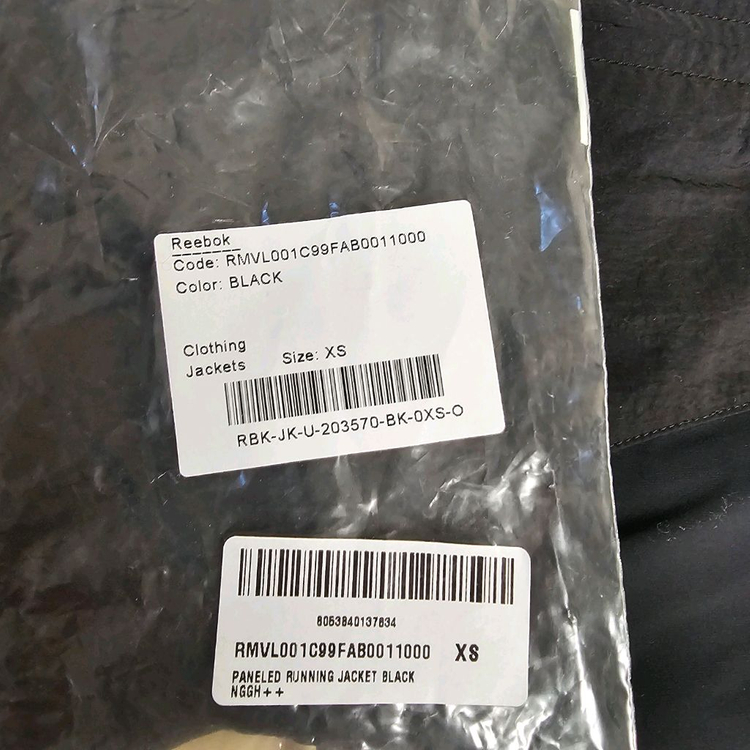 Reebok
Code: RMVL001C99FAB0011000
Color: BLACK
Clothing
Jackets Size: XS
RBK-JK-U-203570-BK-0XS-O
8053840137634
RMVL001C99FAB0011000 XS
PANELED RUNNING JACKET BLACK
NGGH++